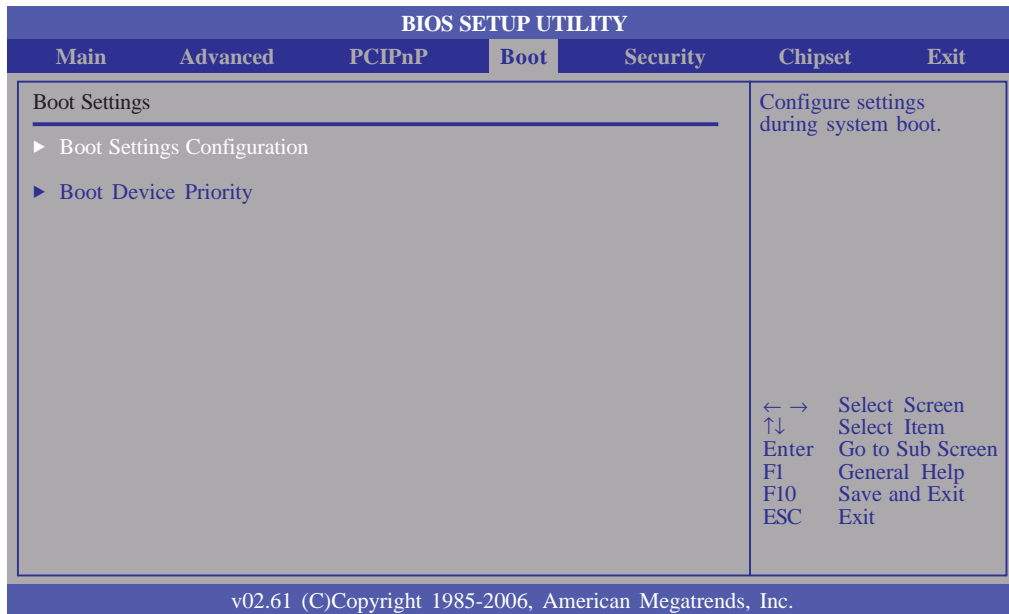 BIOS SETUP UTILITY
Main Advanced PCIPnP Boot Security Chipset Exit
Boot Settings
▶ Boot Settings Configuration
▶ Boot Device Priority
Configure settings
during system boot.
← → Select Screen
↑↓ Select Item
Enter Go to Sub Screen
F1 General Help
F10 Save and Exit
ESC Exit
v02.61 (C)Copyright 1985-2006, American Megatrends, Inc.